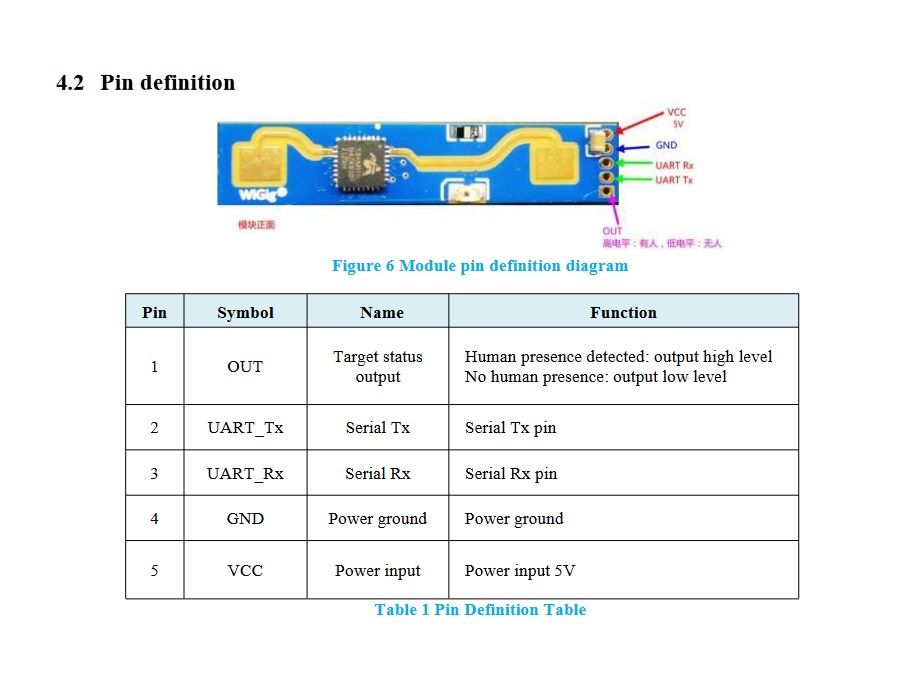 4.2 Pin definition
VCC
5V
GND
UART Rx
UART Tx
WiGig
模块正面
OUT
高电平：有人，低电平：无人
Figure 6 Module pin definition diagram
Pin Symbol Name Function
1 OUT Target status output Human presence detected: output high level
No human presence: output low level
2 UART_Tx Serial Tx Serial Tx pin
3 UART_Rx Serial Rx Serial Rx pin
4 GND Power ground Power ground
5 VCC Power input Power input 5V
Table 1 Pin Definition Table